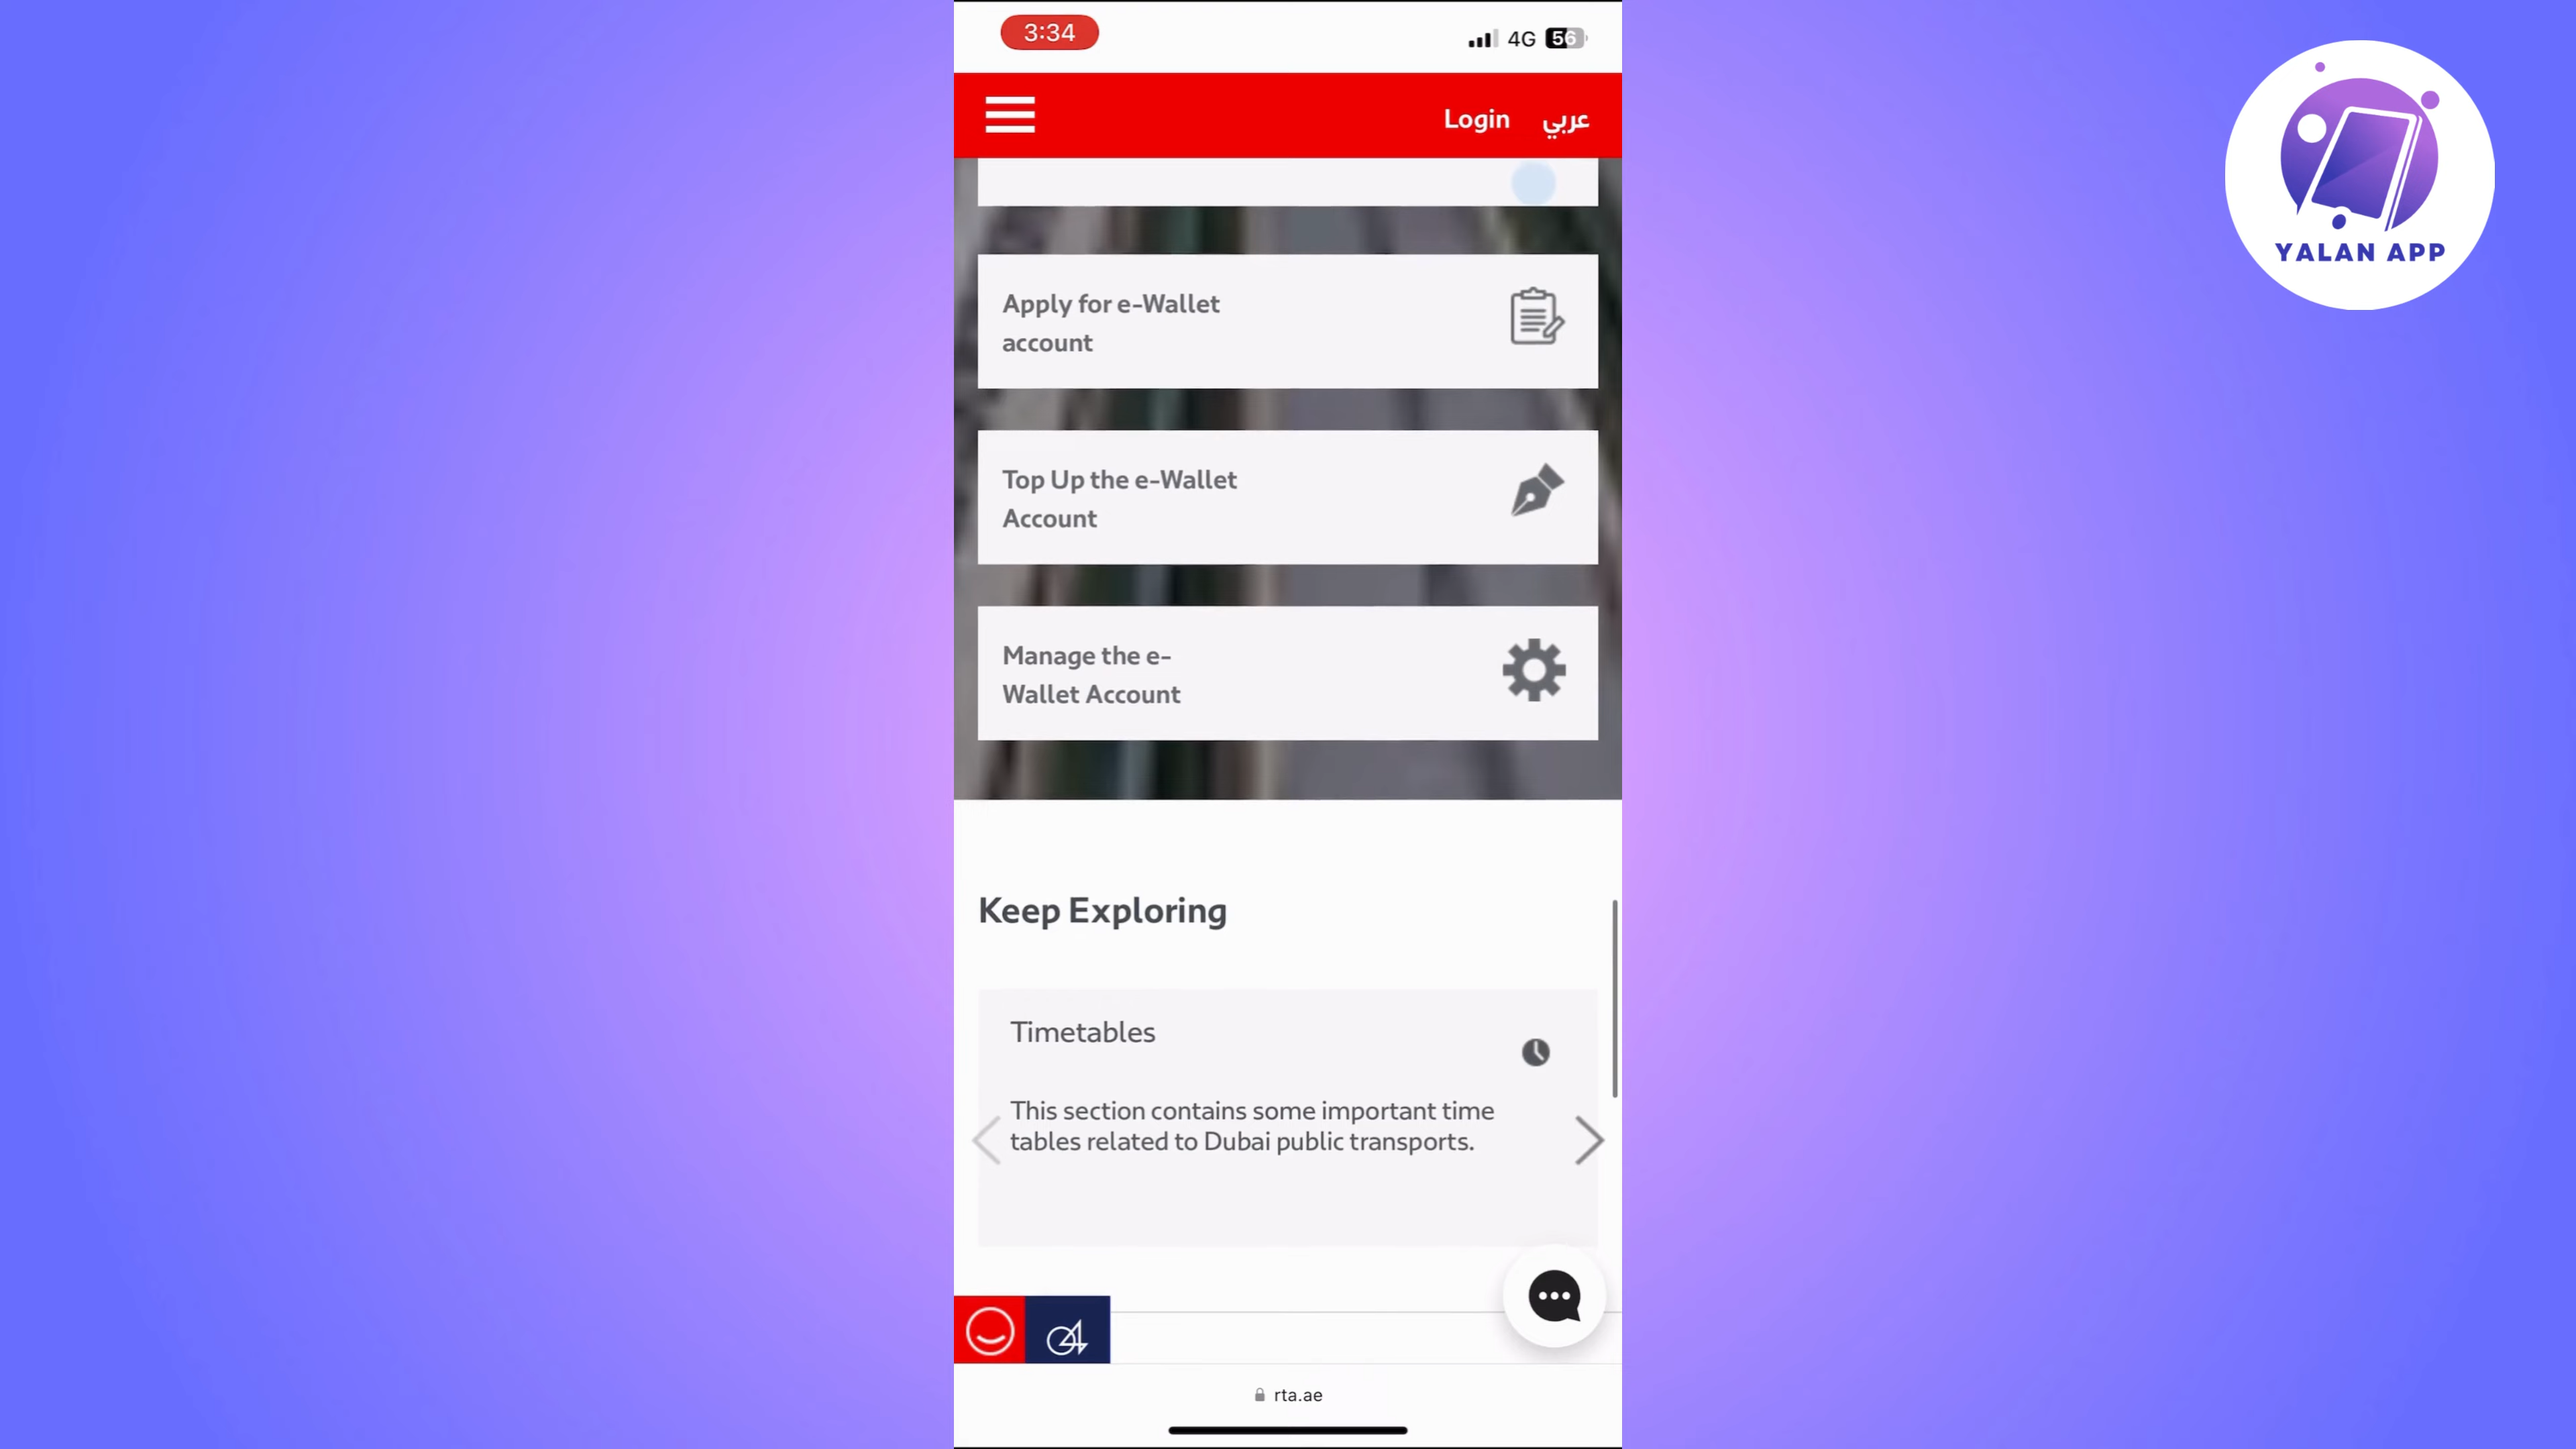 3:34
4G 56
Login عربي
YALAN APP
Apply for e-Wallet
account
Top Up the e-Wallet
Account
Manage the e-
Wallet Account
Keep Exploring
Timetables
This section contains some important time
tables related to Dubai public transports.
rta.ae